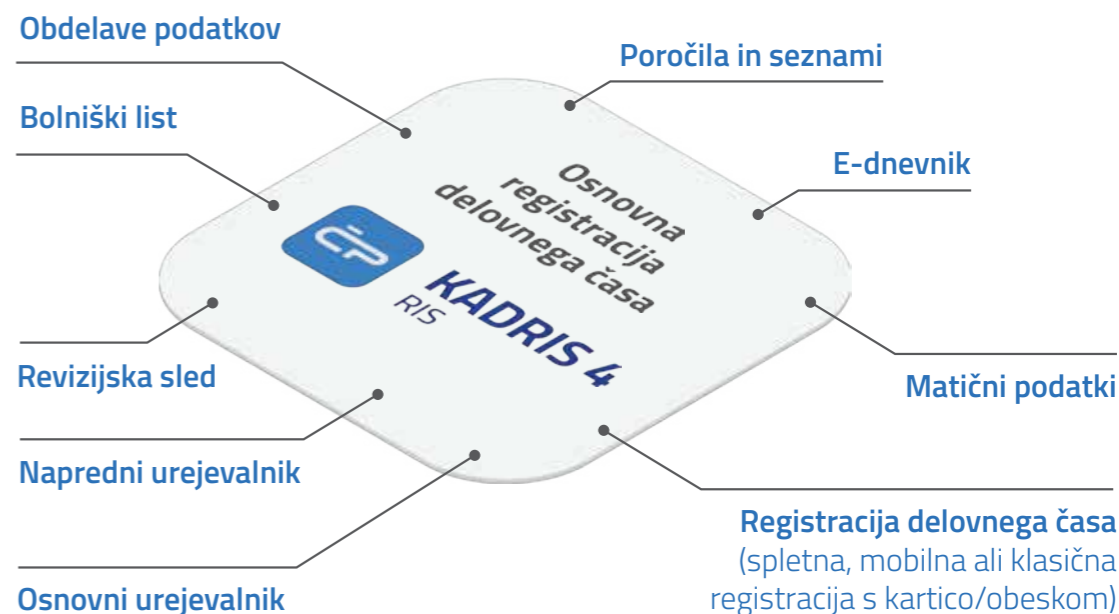 Obdelave podatkov
Poročila in seznami
Bolniški list
E-dnevnik
Osnovna
registracija
delovnega časa
ČP
KADRIS 4
RIS
Revizijska sled
Matični podatki
Napredni urejevalnik
Registracija delovnega časa
(spletna, mobilna ali klasična
registracija s kartico/obeskom)
Osnovni urejevalnik